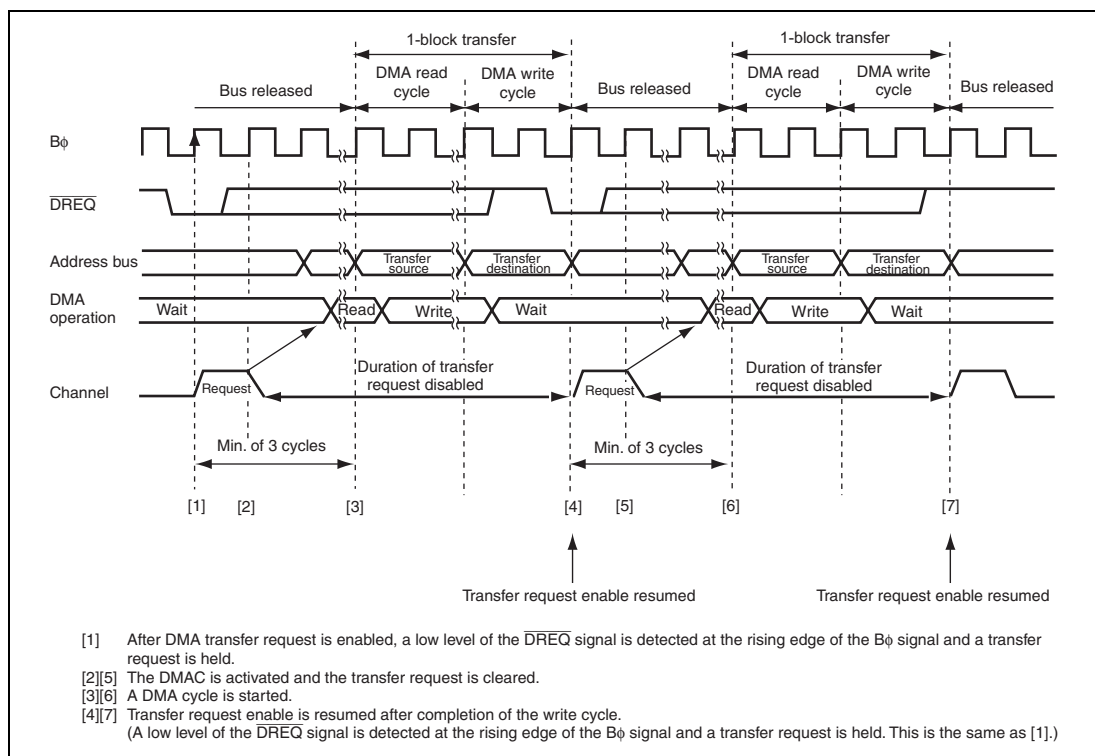 1-block transfer 1-block transfer
DMA read cycle DMA write cycle DMA read cycle DMA write cycle
Bus released Bus released Bus released
Bφ
DREQ
Address bus Transfer source Transfer destination Transfer source Transfer destination
DMA operation Wait Read Write Wait Read Write Wait
Channel Request Duration of transfer request disabled Request Duration of transfer request disabled
Min. of 3 cycles Min. of 3 cycles
[1] [2] [3] [4] [5] [6] [7]
Transfer request enable resumed Transfer request enable resumed
[1] After DMA transfer request is enabled, a low level of the DREQ signal is detected at the rising edge of the Bφ signal and a transfer
request is held.
[2][5] The DMAC is activated and the transfer request is cleared.
[3][6] A DMA cycle is started.
[4][7] Transfer request enable is resumed after completion of the write cycle.
(A low level of the DREQ signal is detected at the rising edge of the Bφ signal and a transfer request is held. This is the same as [1].)